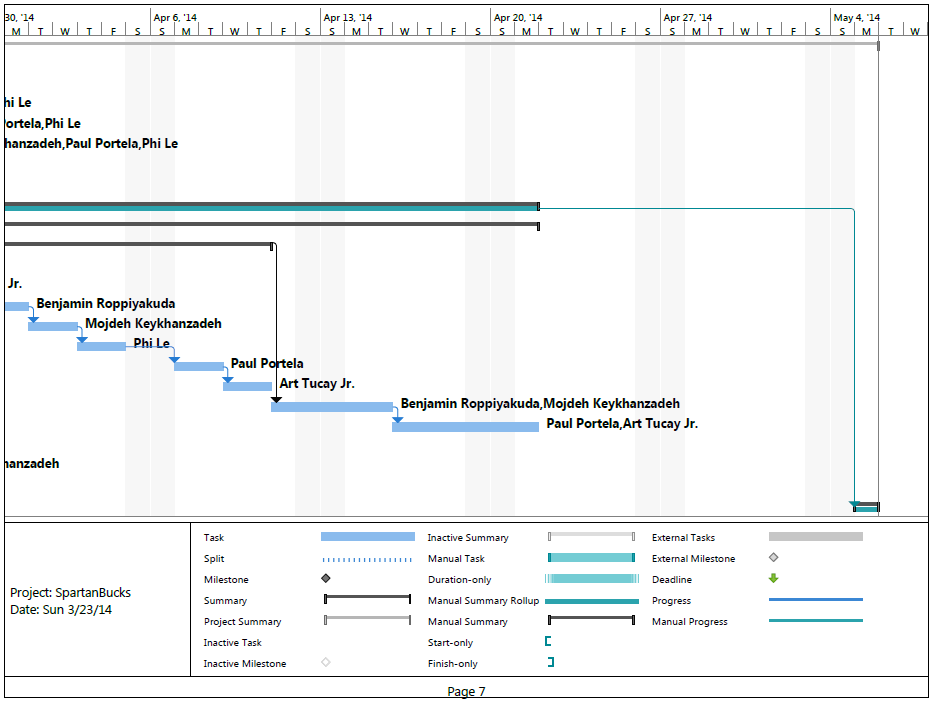 30, '14 Apr 6, '14 Apr 13, '14 Apr 20, '14 Apr 27, '14 May 4, '14
M T W T F S S M T W T F S S M T W T F S S M T W T F S S M T W T F S S M T W
hi Le
ortela,Phi Le
hanzadeh,Paul Portela,Phi Le
Jr.
Benjamin Roppiyakuda
Mojdeh Keykhanzadeh
Phi Le
Paul Portela
Art Tucay Jr.
Benjamin Roppiyakuda,Mojdeh Keykhanzadeh
Paul Portela,Art Tucay Jr.
hanzadeh
Project: SpartanBucks
Date: Sun 3/23/14
Task
Split
Milestone
Summary
Project Summary
Inactive Task
Inactive Milestone
Inactive Summary
Manual Task
Duration-only
Manual Summary Rollup
Manual Summary
Start-only
Finish-only
External Tasks
External Milestone
Deadline
Progress
Manual Progress
Page 7